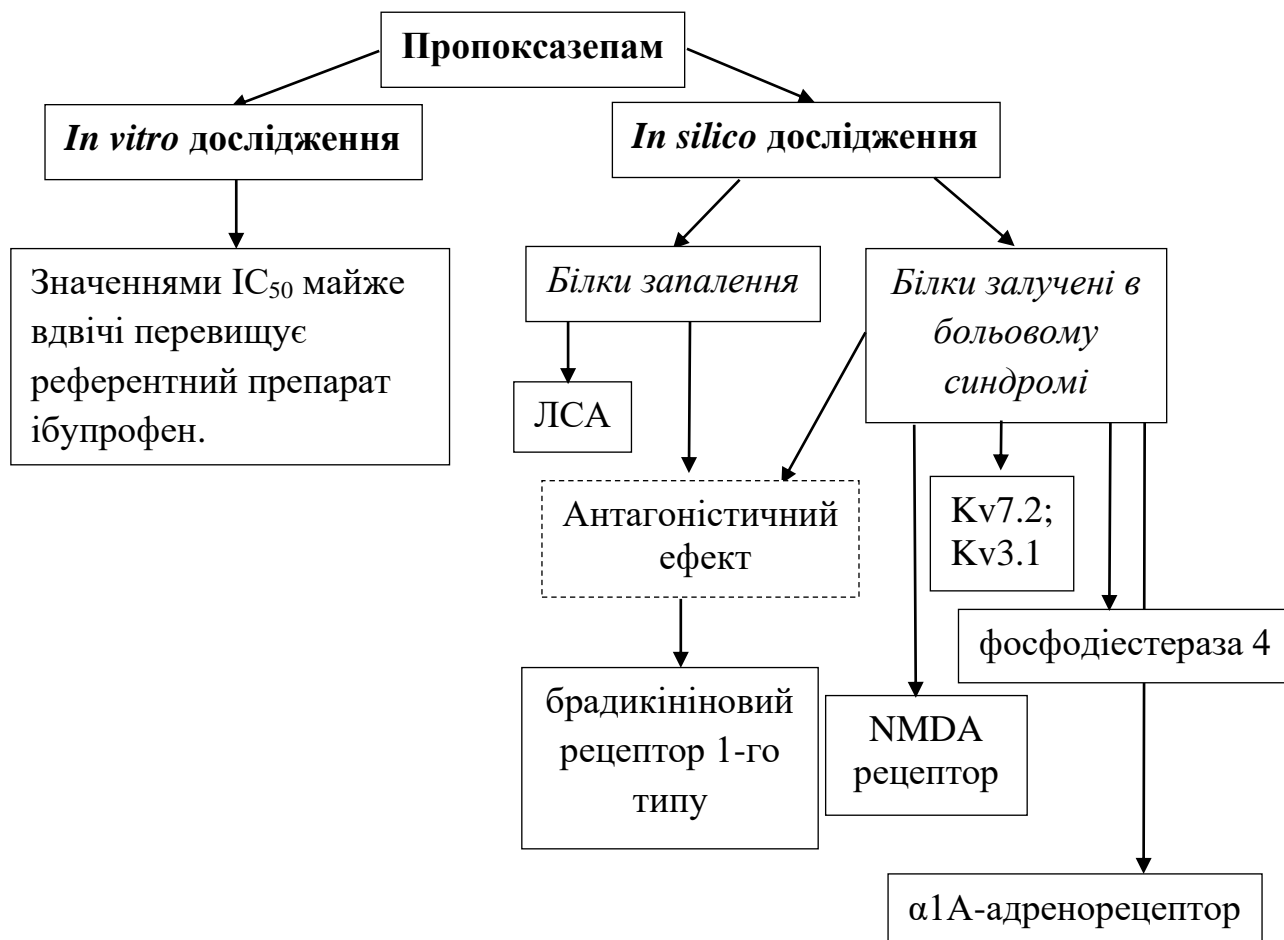 Пропоксазепам
In vitro дослідження
In silico дослідження
Значеннями IC₅₀ майже
вдвічі перевищує
референтний препарат
ібупрофен.
Білки запалення
Білки залучені в
больовому
синдромі
ЛСА
Антагоністичний
ефект
Kv7.2;
Kv3.1
фосфодіестераза 4
брадикініновий
рецептор 1-го
типу
NMDA
рецептор
α1А-адренорецептор